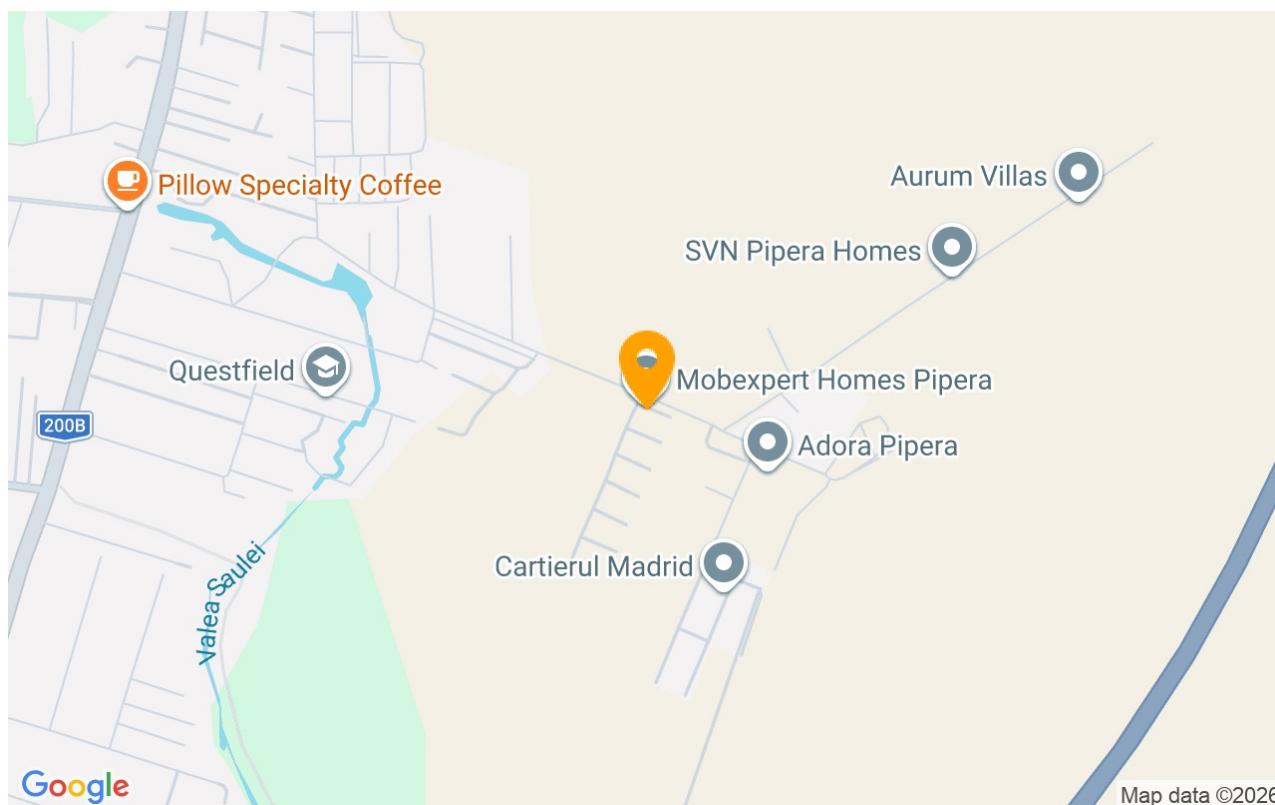 Pillow Specialty Coffee
Aurum Villas
SVN Pipera Homes
Questfield
Mobexpert Homes Pipera
200B
Adora Pipera
Cartierul Madrid
Valea Saulei
Google
Map data ©2026